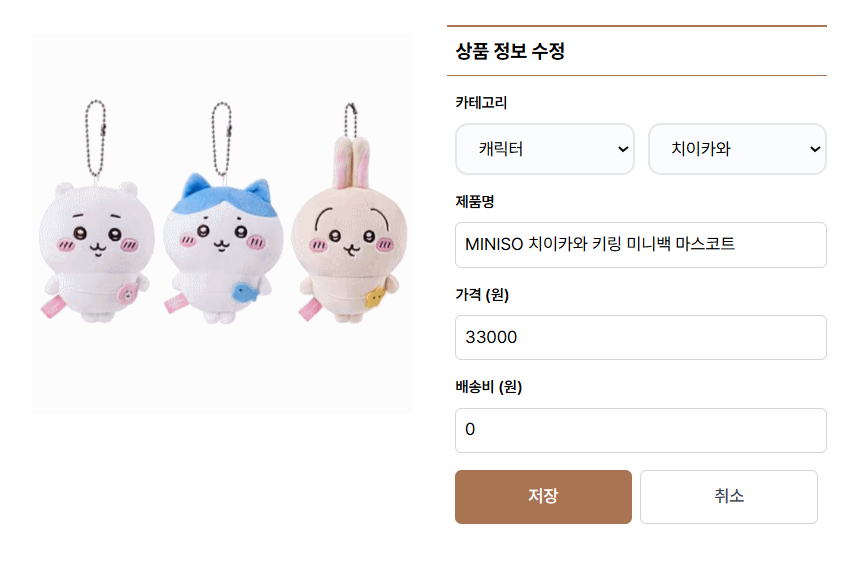 상품 정보 수정
카테고리
캐릭터 치이카와
제품명
MINISO 치이카와 키링 미니백 마스코트
가격 (원)
33000
배송비 (원)
0
저장 취소